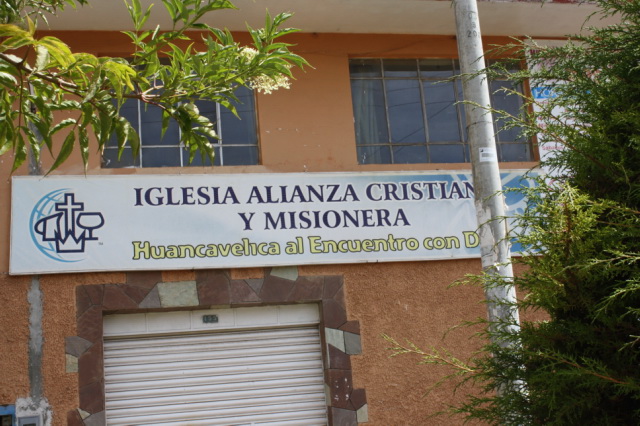 IGLESIA ALIANZA CRISTIAN
Y MISIONERA
Huancavelica al Encuentro con D